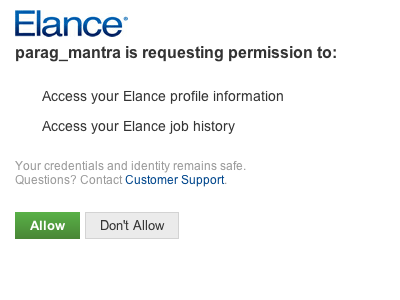 Elance®
parag_mantra is requesting permission to:
Access your Elance profile information
Access your Elance job history
Your credentials and identity remains safe.
Questions? Contact Customer Support.
Allow Don't Allow